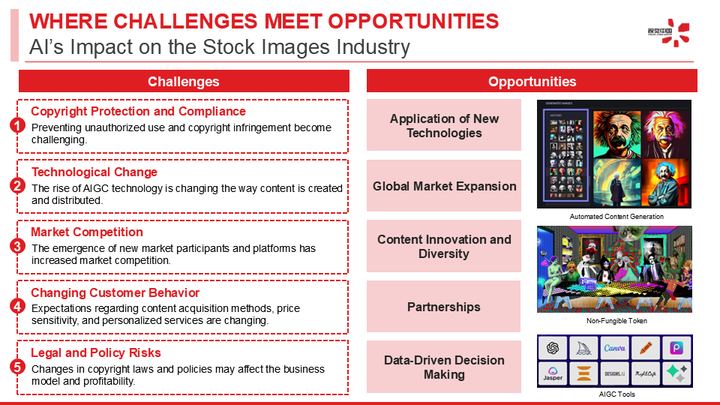 WHERE CHALLENGES MEET OPPORTUNITIES
AI's Impact on the Stock Images Industry
视觉中国
Challenges
1
Copyright Protection and Compliance
Preventing unauthorized use and copyright infringement become
challenging.
2
Technological Change
The rise of AIGC technology is changing the way content is created
and distributed.
3
Market Competition
The emergence of new market participants and platforms has
increased market competition.
4
Changing Customer Behavior
Expectations regarding content acquisition methods, price
sensitivity, and personalized services are changing.
5
Legal and Policy Risks
Changes in copyright laws and policies may affect the business
model and profitability.
Opportunities
Application of New
Technologies
Global Market Expansion
Content Innovation and
Diversity
Partnerships
Data-Driven Decision
Making
Automated Content Generation
Non-Fungible Token
Canva
Jasper
DESIGNS.AI
AIGC Tools